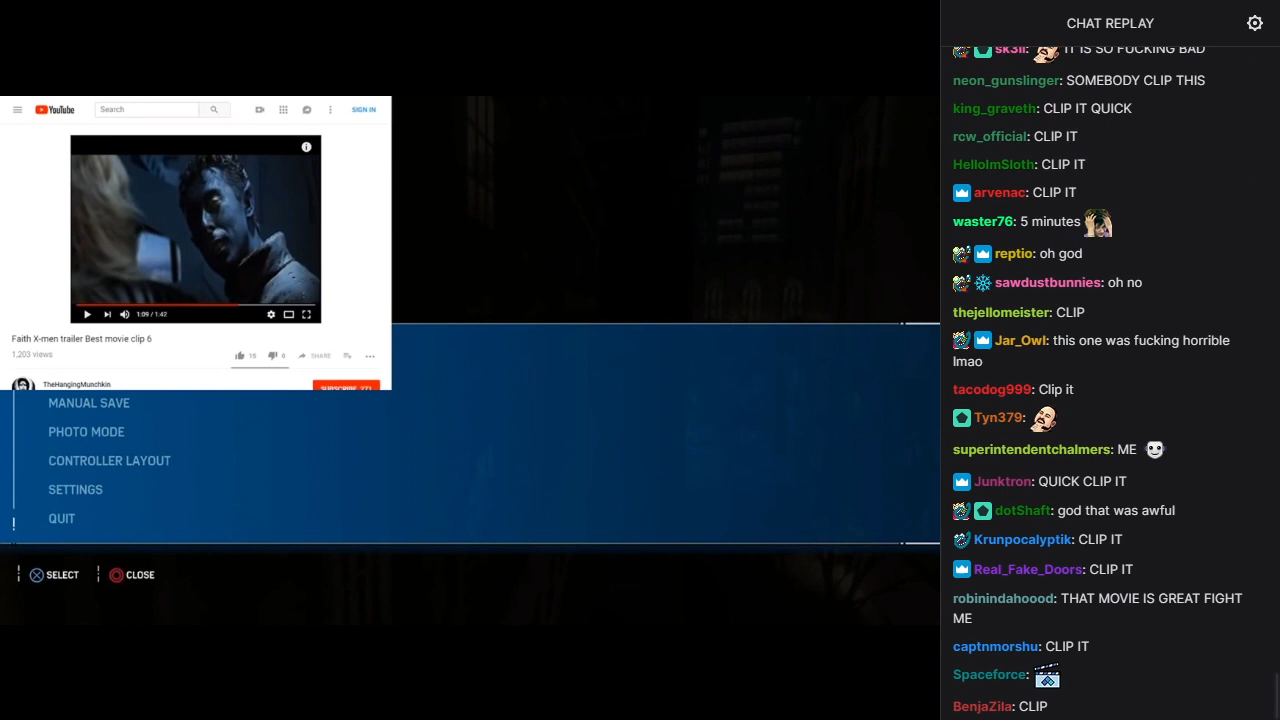 YouTube
Search
SIGN IN
1:09 / 1:42
Faith X-men trailer Best movie clip 6
1,203 views
15
0
SHARE
TheHangingMunchkin
SUBSCRIBE 271
MANUAL SAVE
PHOTO MODE
CONTROLLER LAYOUT
SETTINGS
QUIT
SELECT
CLOSE
CHAT REPLAY
sk3ll: IT IS SO FUCKING BAD
neon_gunslinger: SOMEBODY CLIP THIS
king_graveth: CLIP IT QUICK
rcw_official: CLIP IT
HelloImSloth: CLIP IT
arvenac: CLIP IT
waster76: 5 minutes
reptio: oh god
sawdustbunnies: oh no
thejellomeister: CLIP
Jar_Owl: this one was fucking horrible
lmao
tacodog999: Clip it
Tyn379:
superintendentchalmers: ME
Junktron: QUICK CLIP IT
dotShaft: god that was awful
Krunpocalyptik: CLIP IT
Real_Fake_Doors: CLIP IT
robinindahoood: THAT MOVIE IS GREAT FIGHT
ME
captnmorshu: CLIP IT
Spaceforce:
BenjaZila: CLIP